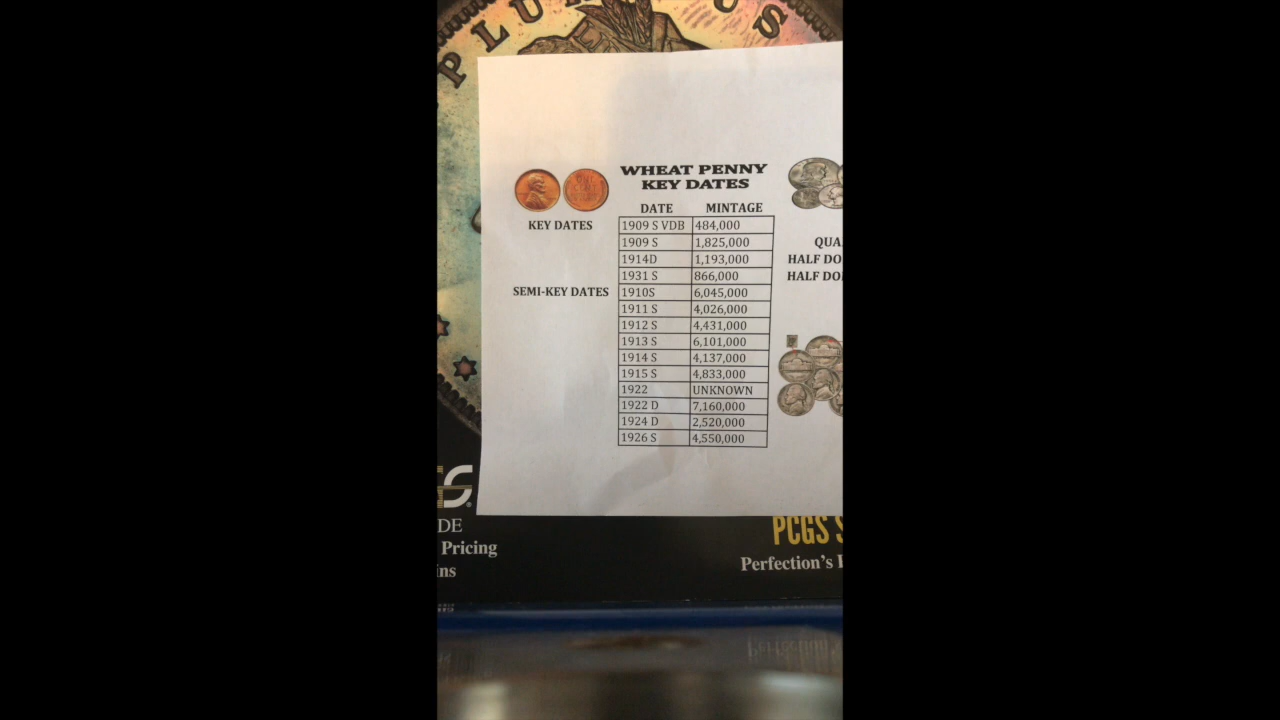 PLURIBUS
WHEAT PENNY
KEY DATES
DATE MINTAGE
KEY DATES
1909 S VDB 484,000
1909 S 1,825,000
1914D 1,193,000
1931 S 866,000
SEMI-KEY DATES
1910S 6,045,000
1911 S 4,026,000
1912 S 4,431,000
1913 S 6,101,000
1914 S 4,137,000
1915 S 4,833,000
1922 UNKNOWN
1922 D 7,160,000
1924 D 2,520,000
1926 S 4,550,000
QUA
HALF DO
HALF DO
S
DE
Pricing
ins
PCGS S
Perfection's